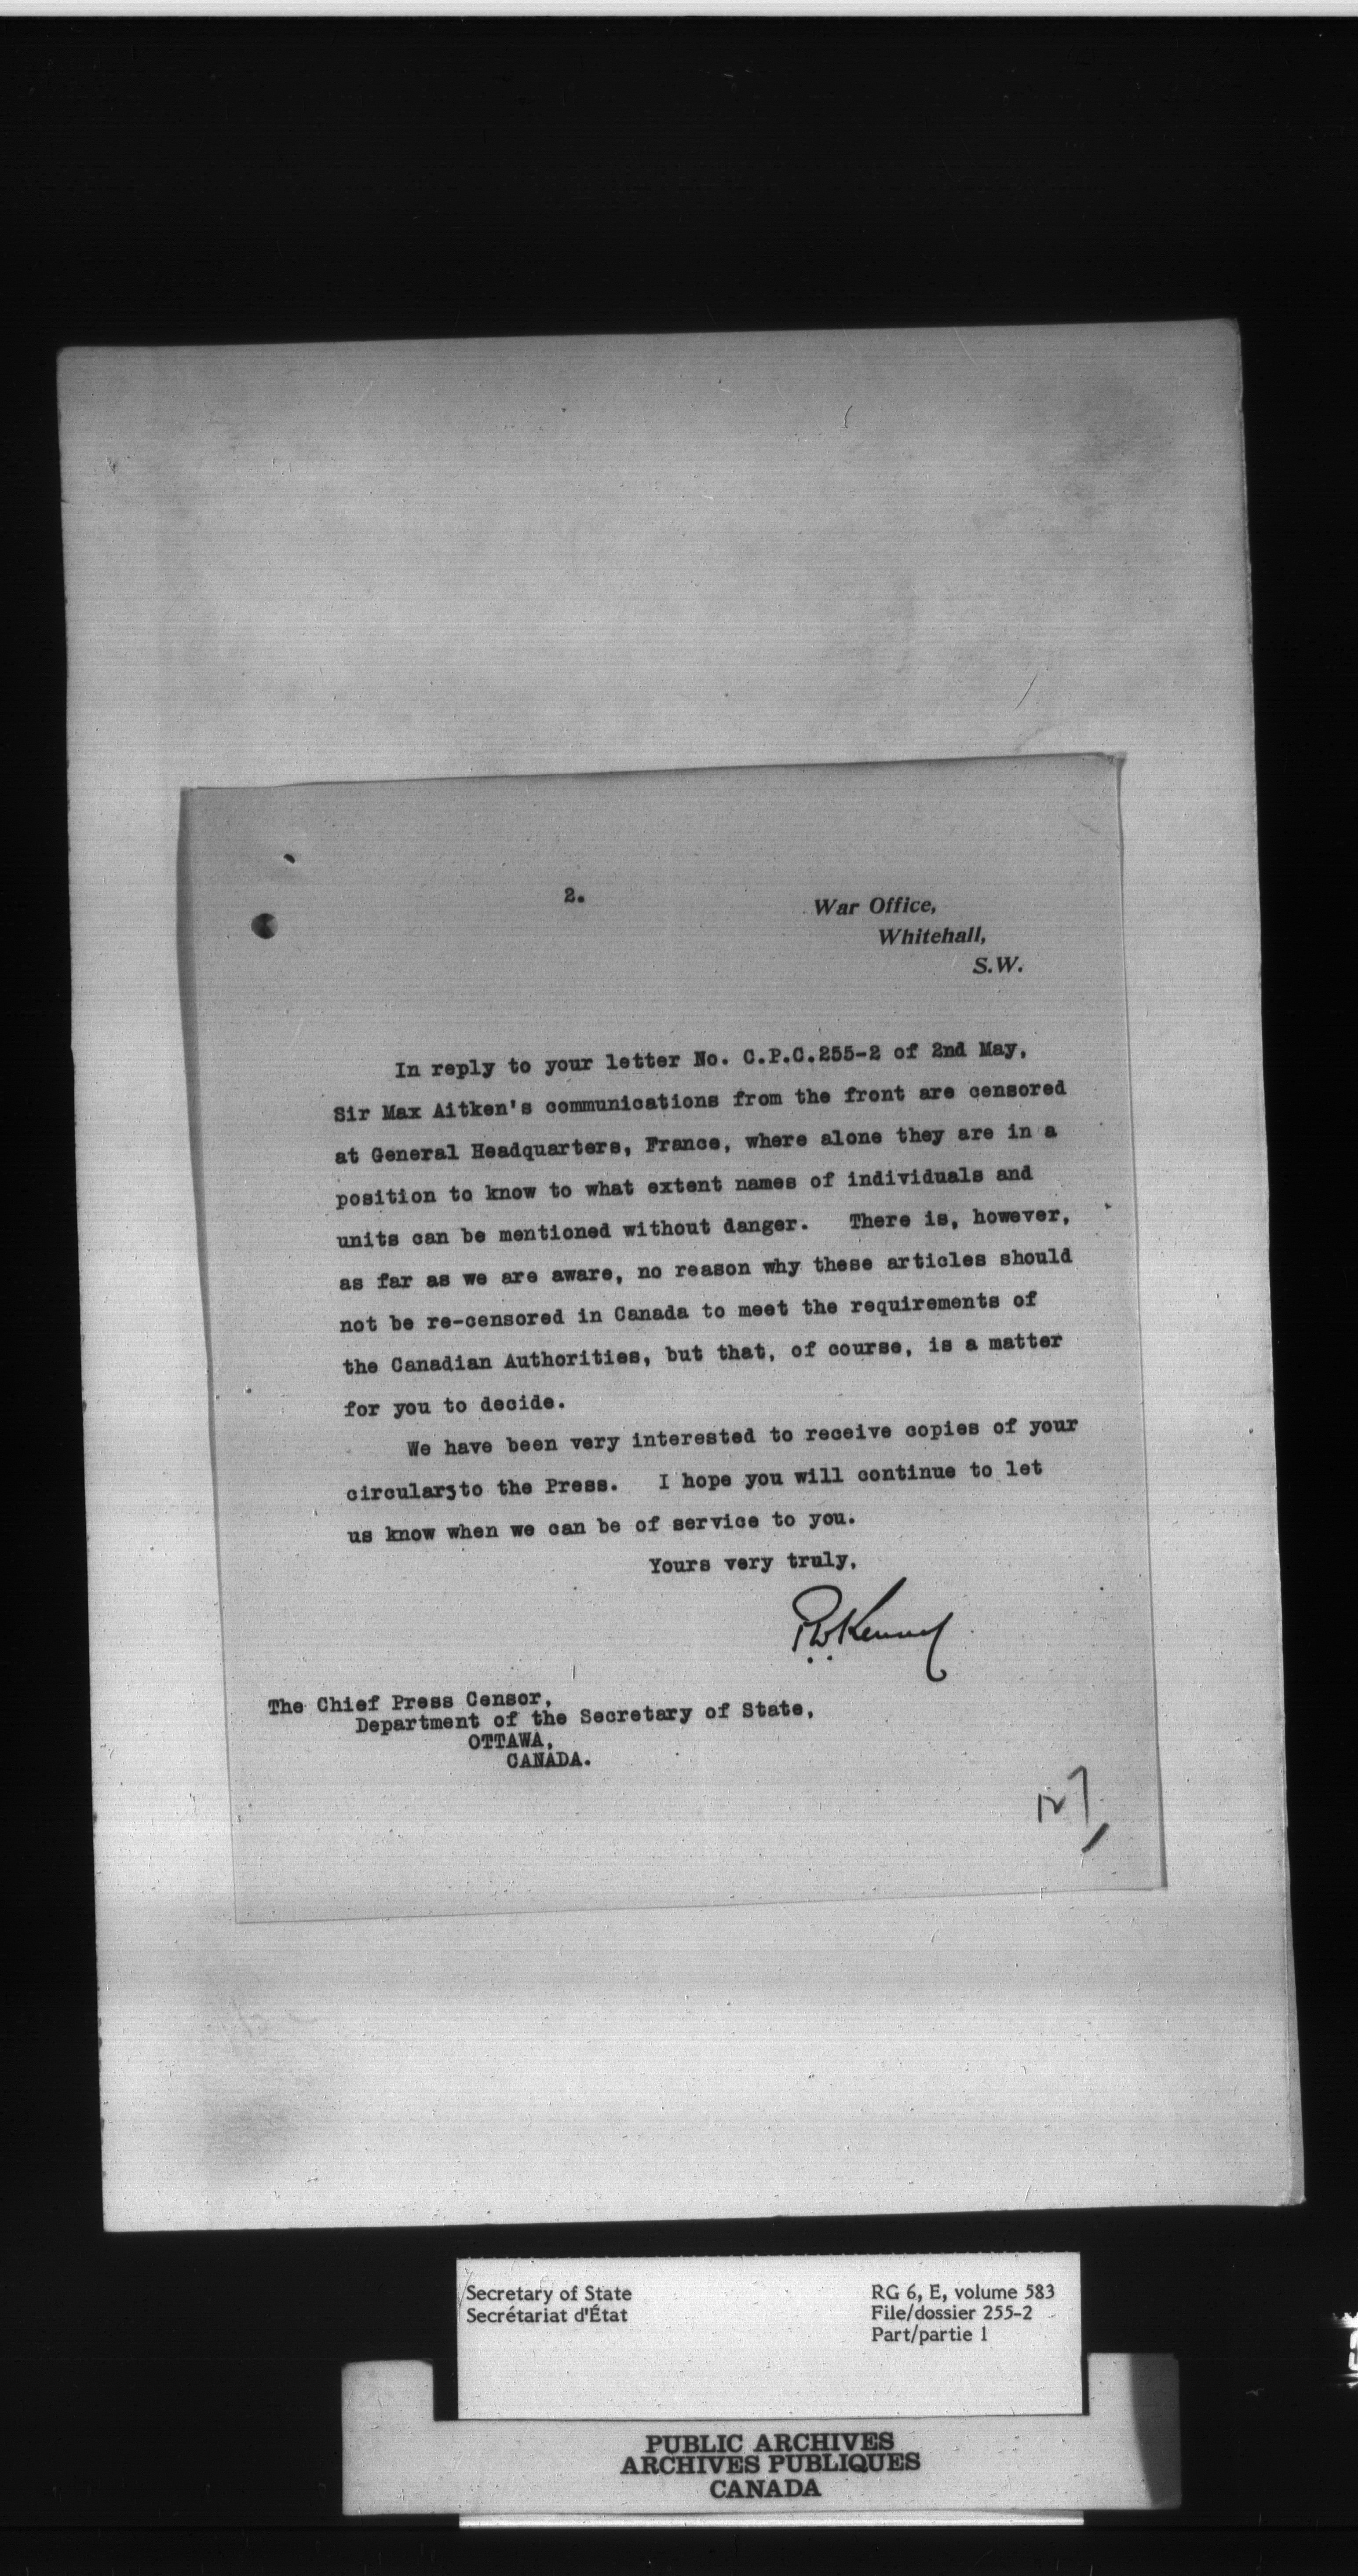 2.
War Office,
Whitehall,
S.W.
In reply to your letter No. C.P.C.255-2 of 2nd May,
Sir Max Aitken's communications from the front are censored
at General Headquarters, France, where alone they are in a
position to know to what extent names of individuals and
units can be mentioned without danger. There is, however,
as far as we are aware, no reason why these articles should
not be re-censored in Canada to meet the requirements of
the Canadian Authorities, but that, of course, is a matter
for you to decide.
We have been very interested to receive copies of your
circulars to the Press. I hope you will continue to let
us know when we can be of service to you.
Yours very truly,
The Chief Press Censor,
Department of the Secretary of State,
OTTAWA,
CANADA.
127
Secretary of State
Secrétariat d'État
RG 6, E, volume 583
File/dossier 255-2
Part/partie 1
PUBLIC ARCHIVES
ARCHIVES PUBLIQUES
CANADA